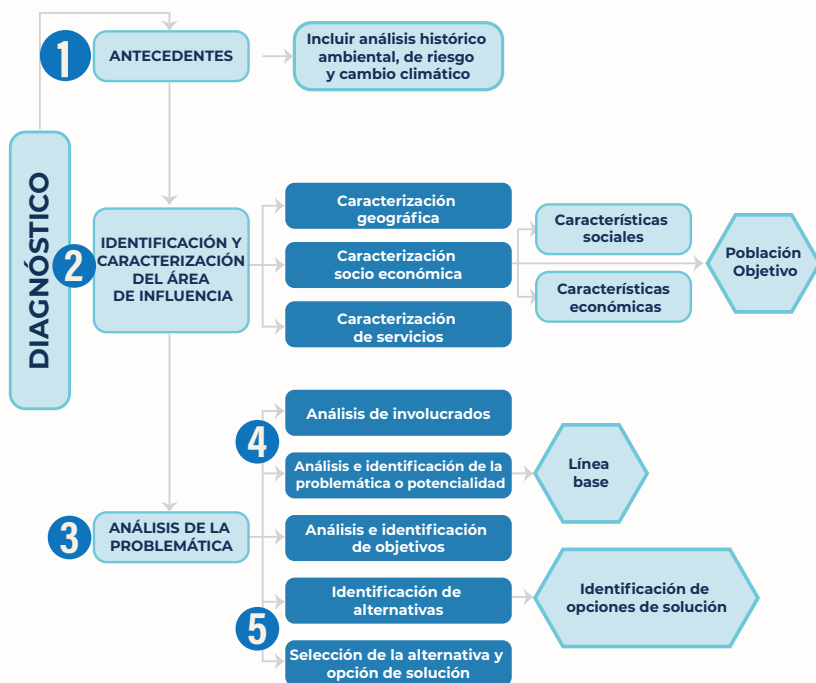 DIAGNÓSTICO
1
ANTECEDENTES
Incluir análisis histórico
ambiental, de riesgo
y cambio climático
2
IDENTIFICACIÓN Y
CARACTERIZACIÓN
DEL ÁREA
DE INFLUENCIA
Caracterización
geográfica
Caracterización
socio económica
Caracterización
de servicios
Características
sociales
Características
económicas
Población
Objetivo
3
ANÁLISIS DE LA
PROBLEMÁTICA
4
Análisis de involucrados
Análisis e identificación de la
problemática o potencialidad
Línea
base
Análisis e identificación
de objetivos
5
Identificación de
alternativas
Identificación de
opciones de solución
Selección de la alternativa y
opción de solución